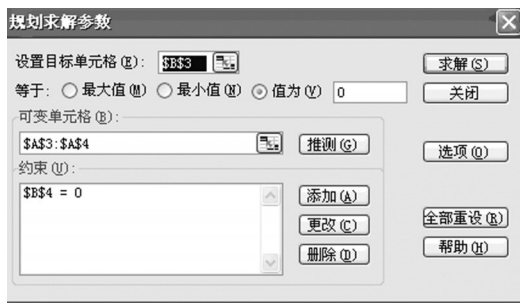 规划求解参数
设置目标单元格(E): $B$3 求解(S)
等于: 最大值(M) 最小值(N) 值为(V) 0 关闭
可变单元格(B):
$A$3:$A$4 推测(G) 选项(O)
约束(U):
$B$4 = 0 添加(A)
更改(C) 全部重设(R)
删除(D) 帮助(H)